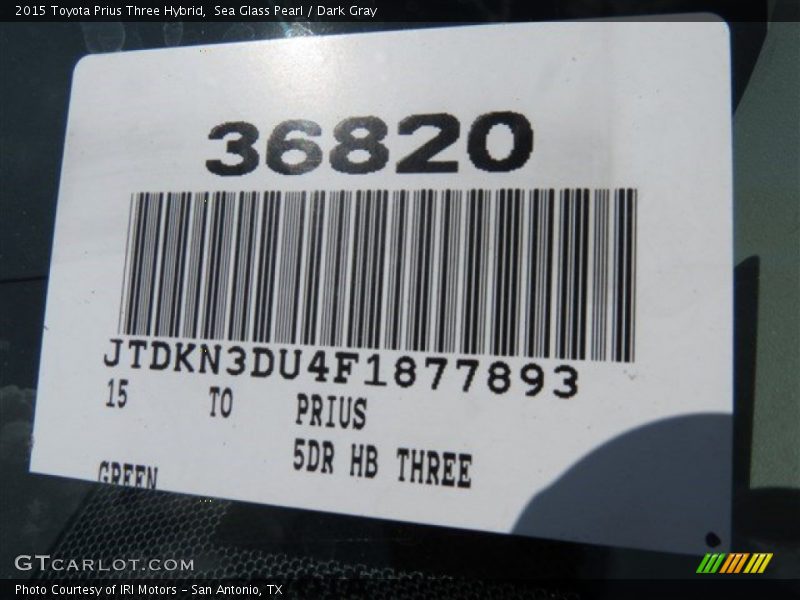 2015 Toyota Prius Three Hybrid,  Sea Glass Pearl / Dark Gray
36820
JTDKN3DU4F1877893
15 TO PRIUS
5DR HB THREE
GREEN
GTCARLOT.COM
Photo Courtesy of IRI Motors – San Antonio, TX